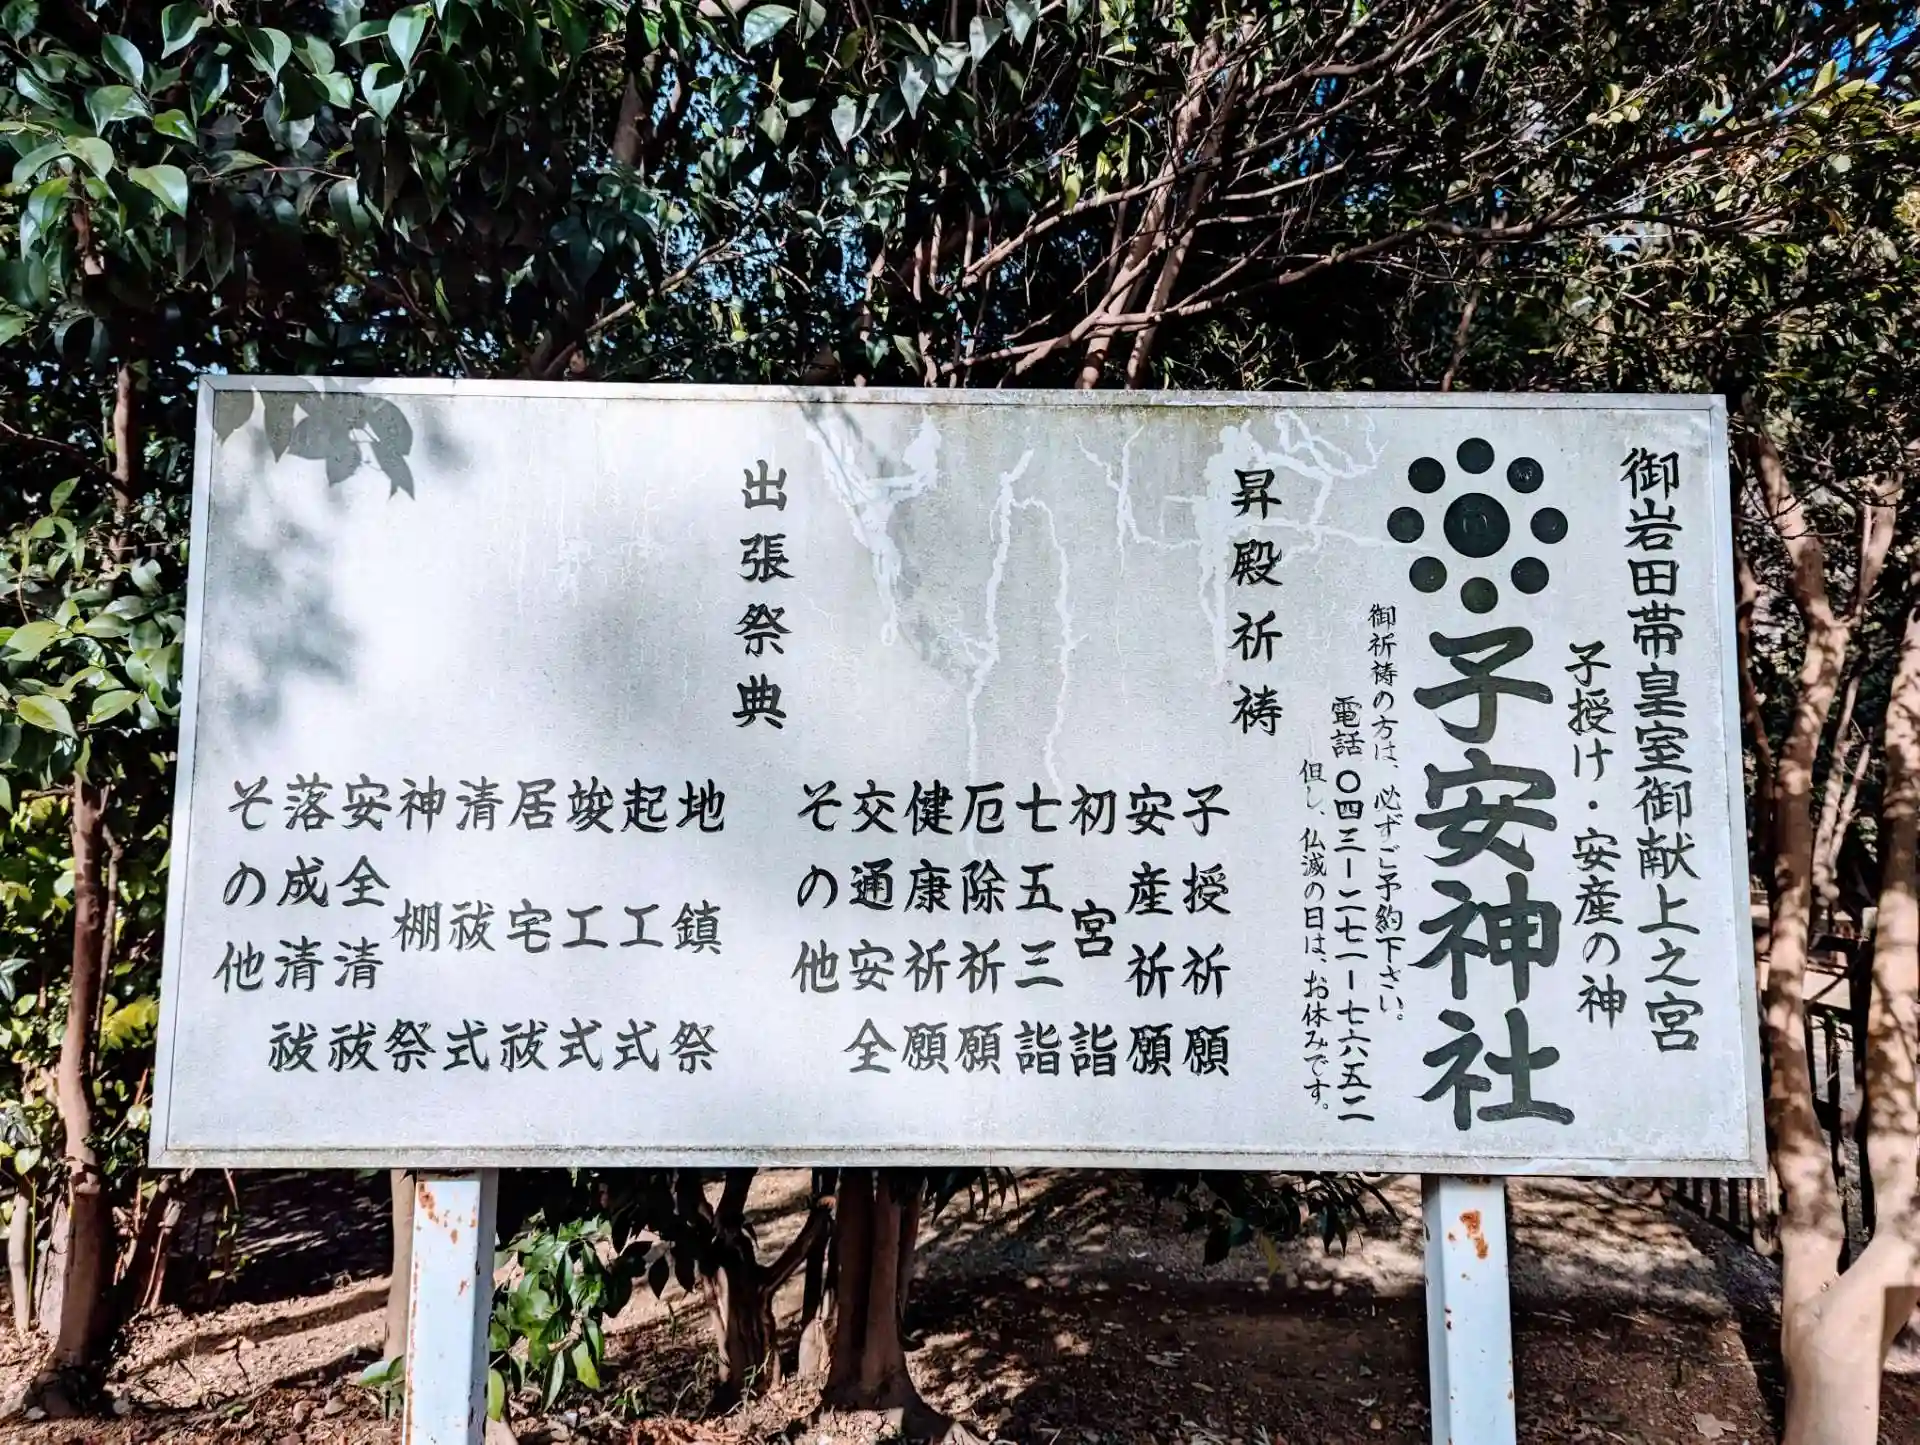 御岩田帯皇室御献上之宮
子授け・安産の神
子安神社
御祈祷の方は、必ずご予約下さい。
電話〇四三ー二七一ー七六五二
但し、仏滅の日は、お休みです。
昇殿祈祷
子授祈願
安産祈願
初宮詣
七五三詣
厄除祈願
健康祈願
交通安全
その他
出張祭典
地鎮祭
起工式
竣工式
居宅祓
清祓式
神棚祭
安全清祓
落成清祓
その他